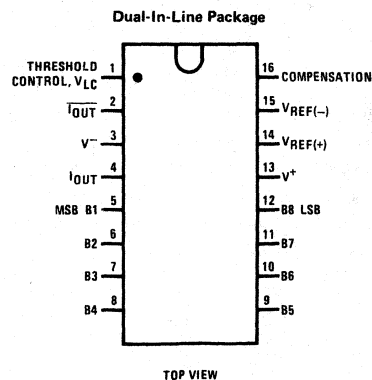 Dual-In-Line Package
THRESHOLD
CONTROL, VLC
1
16
COMPENSATION
IOUT
2
15
VREF(−)
V−
3
14
VREF(+)
IOUT
4
13
V+
MSB B1
5
12
B8 LSB
B2
6
11
B7
B3
7
10
B6
B4
8
9
B5
TOP VIEW